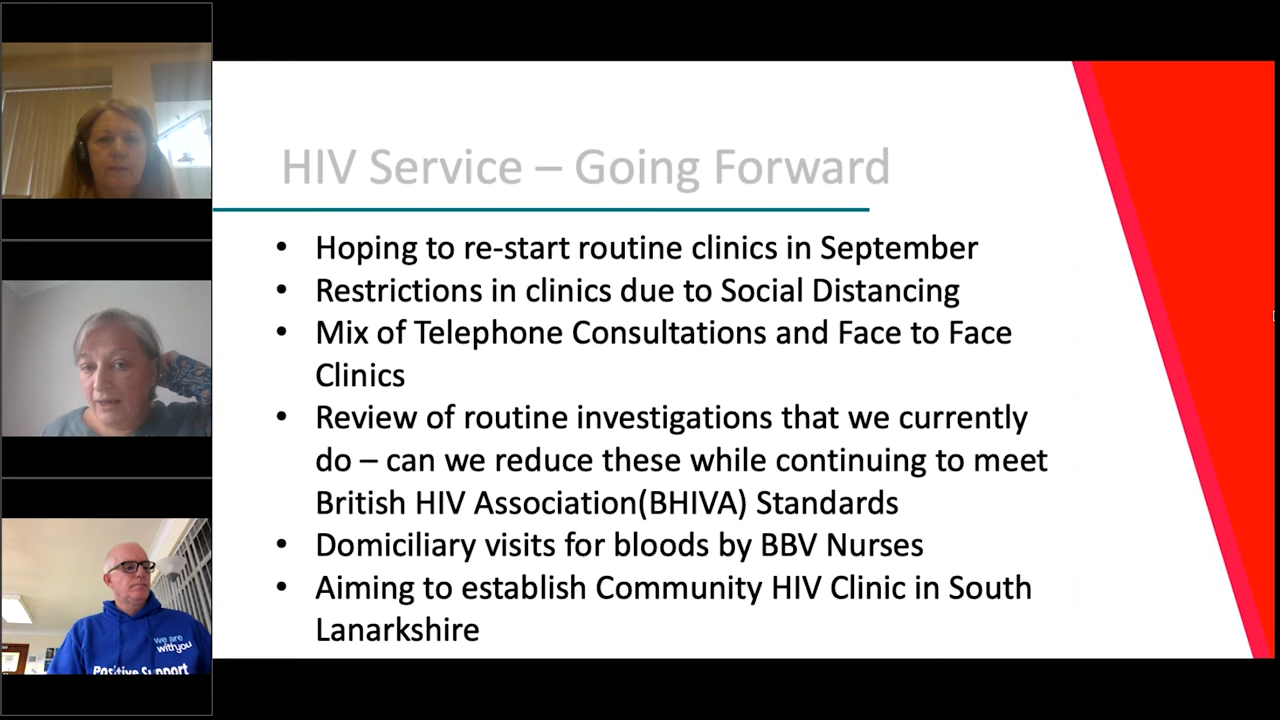 HIV Service – Going Forward
• Hoping to re-start routine clinics in September
• Restrictions in clinics due to Social Distancing
• Mix of Telephone Consultations and Face to Face
Clinics
• Review of routine investigations that we currently
do – can we reduce these while continuing to meet
British HIV Association(BHIVA) Standards
• Domiciliary visits for bloods by BBV Nurses
• Aiming to establish Community HIV Clinic in South
Lanarkshire
we are
withyou
Positive Support